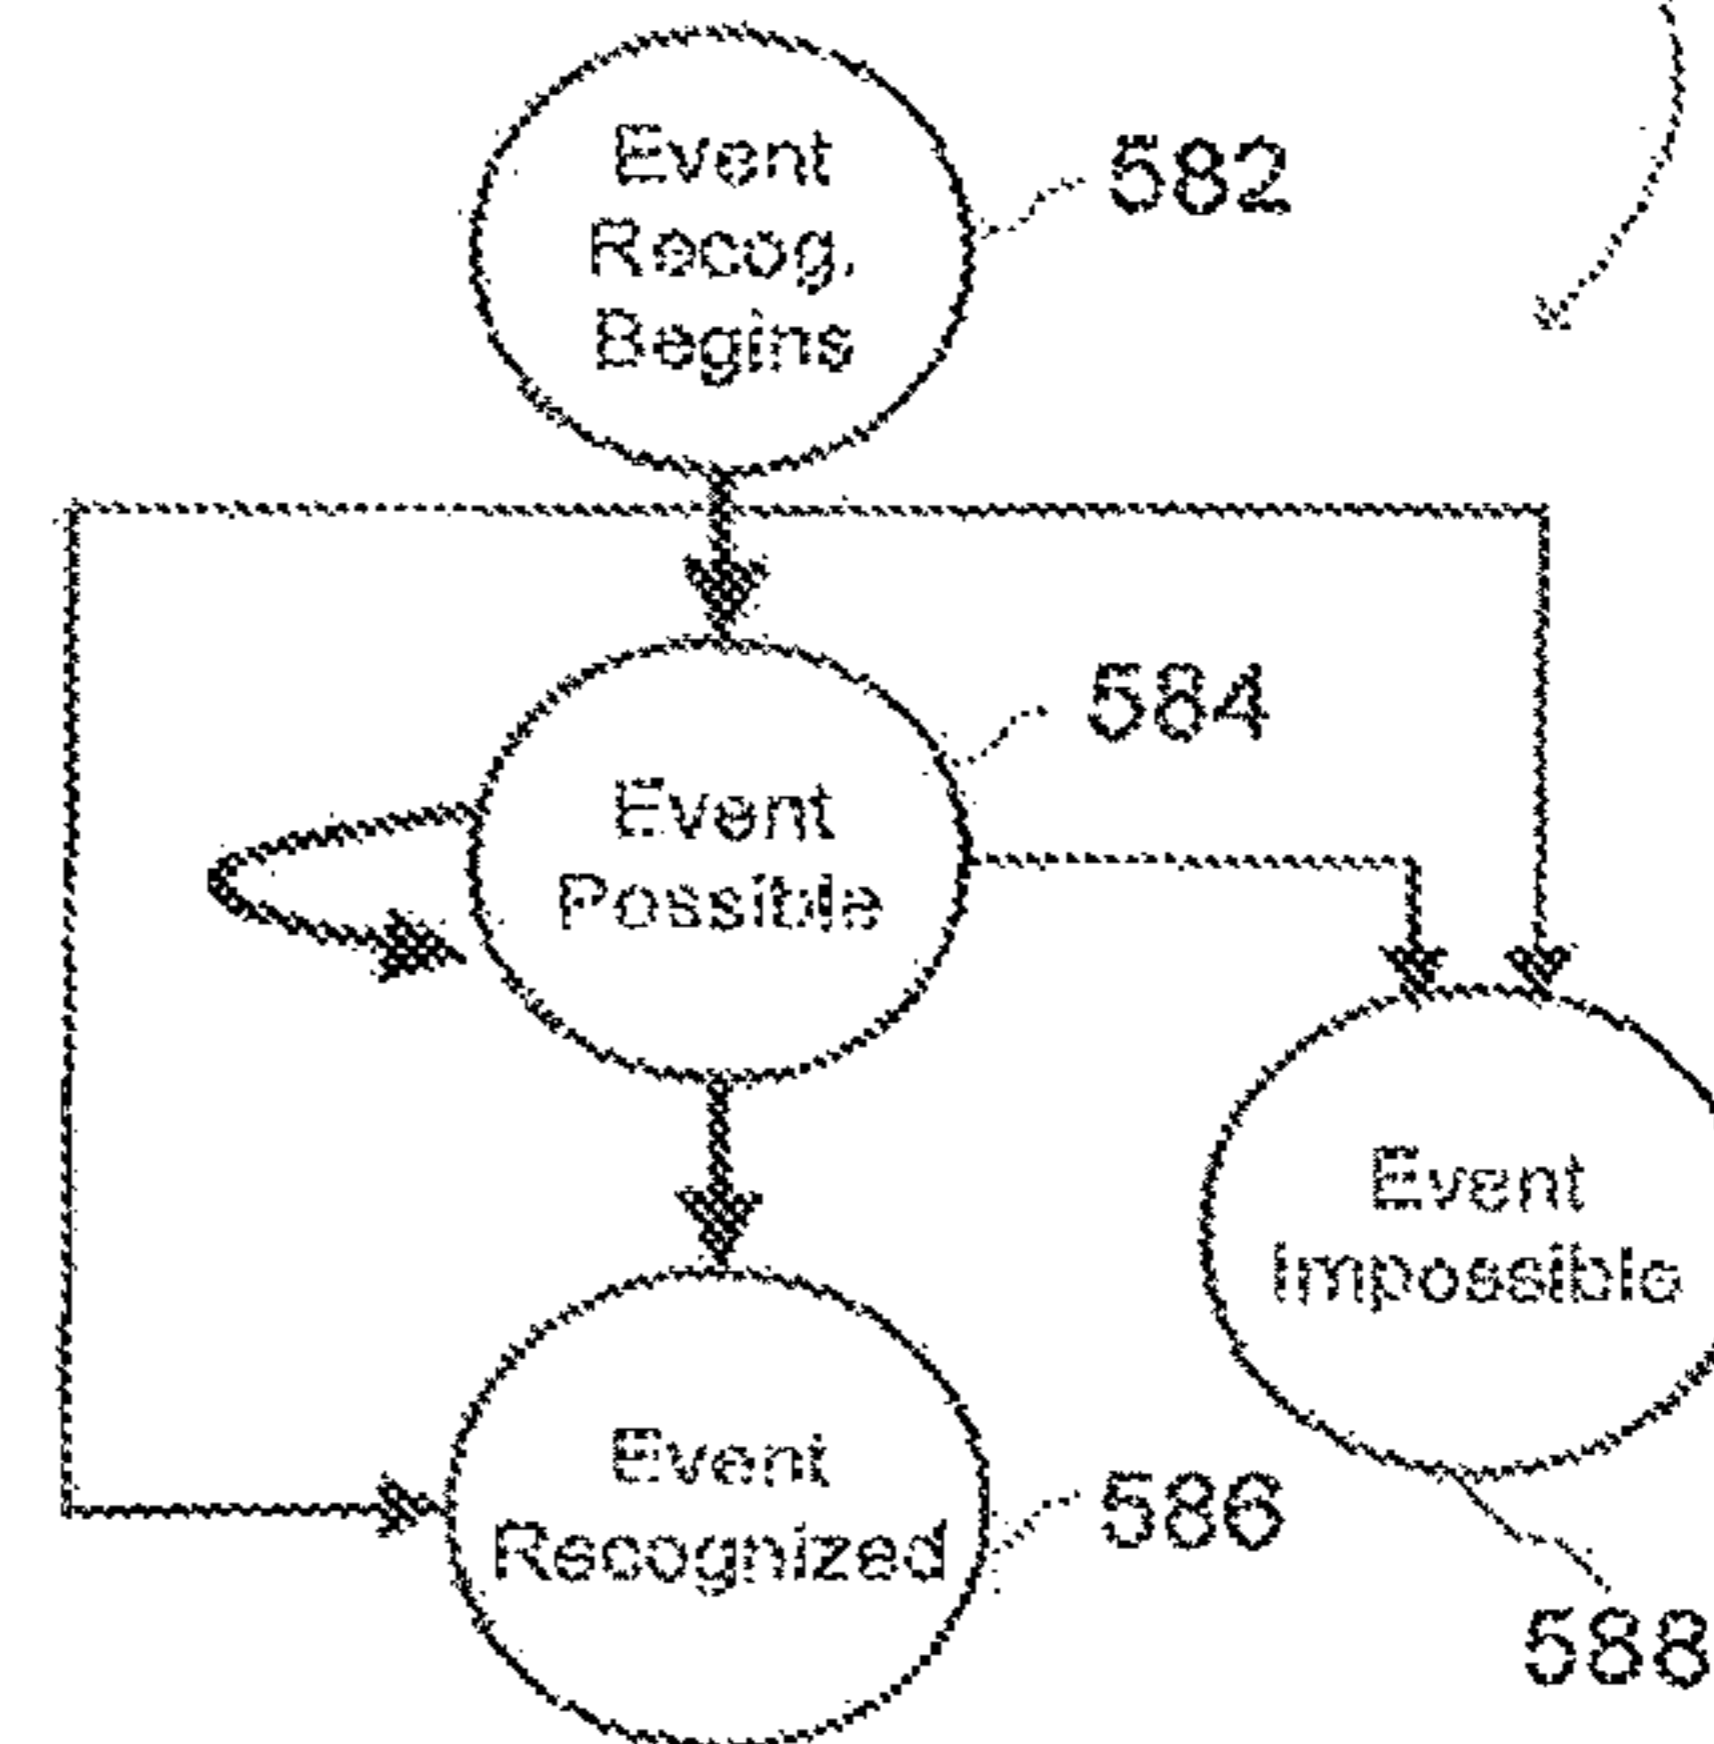 Event
Recog.
Begins
582
584
Event
Possible
Event
Impossible
Event
Recognized
586
588